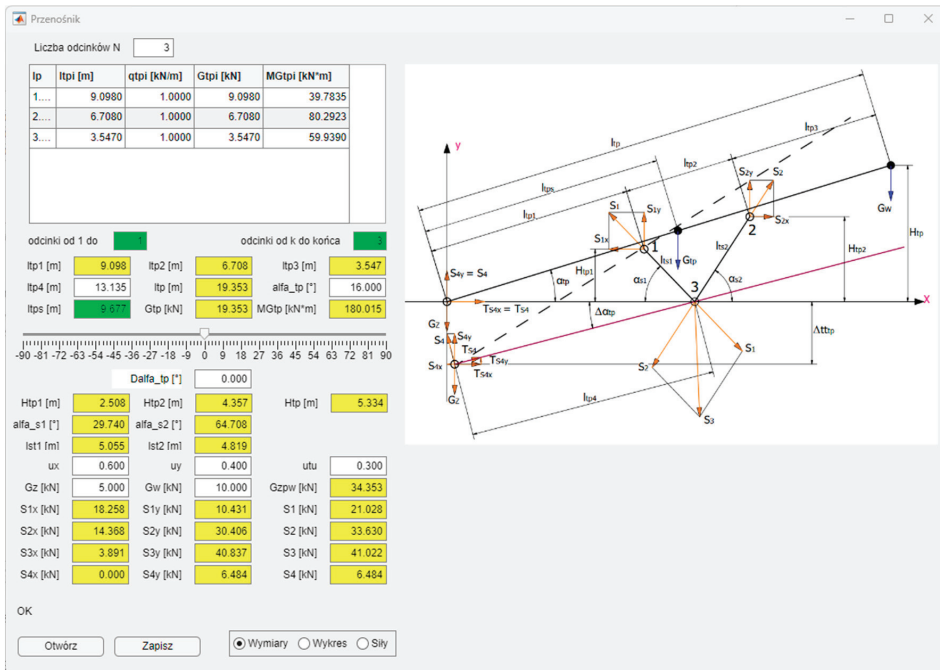 Przenośnik
Liczba odcinków N 3
lp ltpi [m] qtpi [kN/m] Gtpi [kN] MGtpi [kN*m]
1.... 9.0980 1.0000 9.0980 39.7835
2.... 6.7080 1.0000 6.7080 80.2923
3.... 3.5470 1.0000 3.5470 59.9390
odcinki od 1 do 1 odcinki od k do końca 3
ltp1 [m] 9.098 ltp2 [m] 6.708 ltp3 [m] 3.547
ltp4 [m] 13.135 ltp [m] 19.353 alfa_tp [°] 16.000
ltps [m] 9.677 Gtp [kN] 19.353 MGtp [kN*m] 180.015
-90 -81 -72 -63 -54 -45 -36 -27 -18 -9 0 9 18 27 36 45 54 63 72 81 90
Dalfa_tp [°] 0.000
Htp1 [m] 2.508 Htp2 [m] 4.357 Htp [m] 5.334
alfa_s1 [°] 29.740 alfa_s2 [°] 64.708
lst1 [m] 5.055 lst2 [m] 4.819
ux 0.600 uy 0.400 utu 0.300
Gz [kN] 5.000 Gw [kN] 10.000 Gzpw [kN] 34.353
S1x [kN] 18.258 S1y [kN] 10.431 S1 [kN] 21.028
S2x [kN] 14.368 S2y [kN] 30.406 S2 [kN] 33.630
S3x [kN] 3.891 S3y [kN] 40.837 S3 [kN] 41.022
S4x [kN] 0.000 S4y [kN] 6.484 S4 [kN] 6.484
OK
Otwórz Zapisz Wymiary Wykres Siły
y
ltp
ltp3
ltp2
ltps
ltp1
S2y S2
S2x
S1 S1y
S1x
Gw
1
2
Gtp
lts1
lts2
Htp1
Htp2
Htp
S4y = S4
αtp
αs1
αs2
3
TS4x = TS4
X
Gz
Δαtp
Δttp
S4 S4y
TS4
TS4y
S4x
TS4x
Gz
S1
S2
ltp4
S3